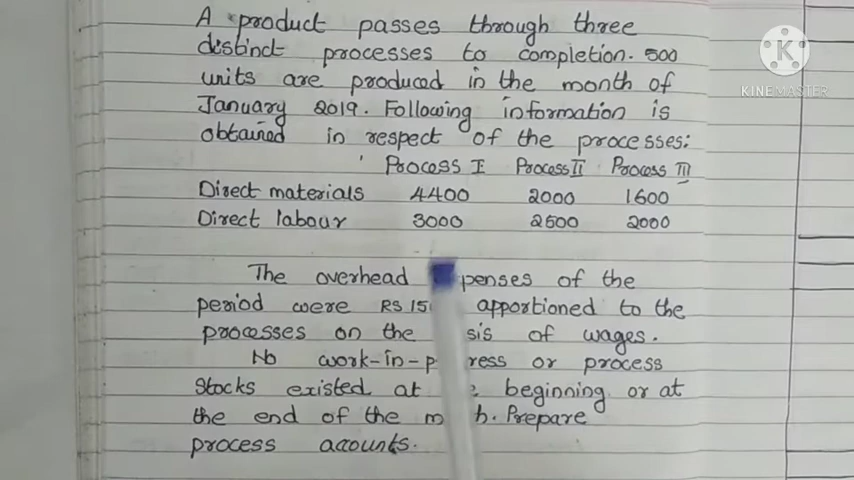 A product passes through three
distinct processes to completion. 500
units are produced in the month of
January 2019. Following information is
obtained in respect of the processes:
Process I Process II Process III
Direct materials 4400 2000 1600
Direct labour 3000 2500 2000
The overhead of the
period were RS apportioned to the
processes on the of wages.
No or process
stocks existed at beginning or at
the end of the Prepare
process accounts.
K
KINEMASTER